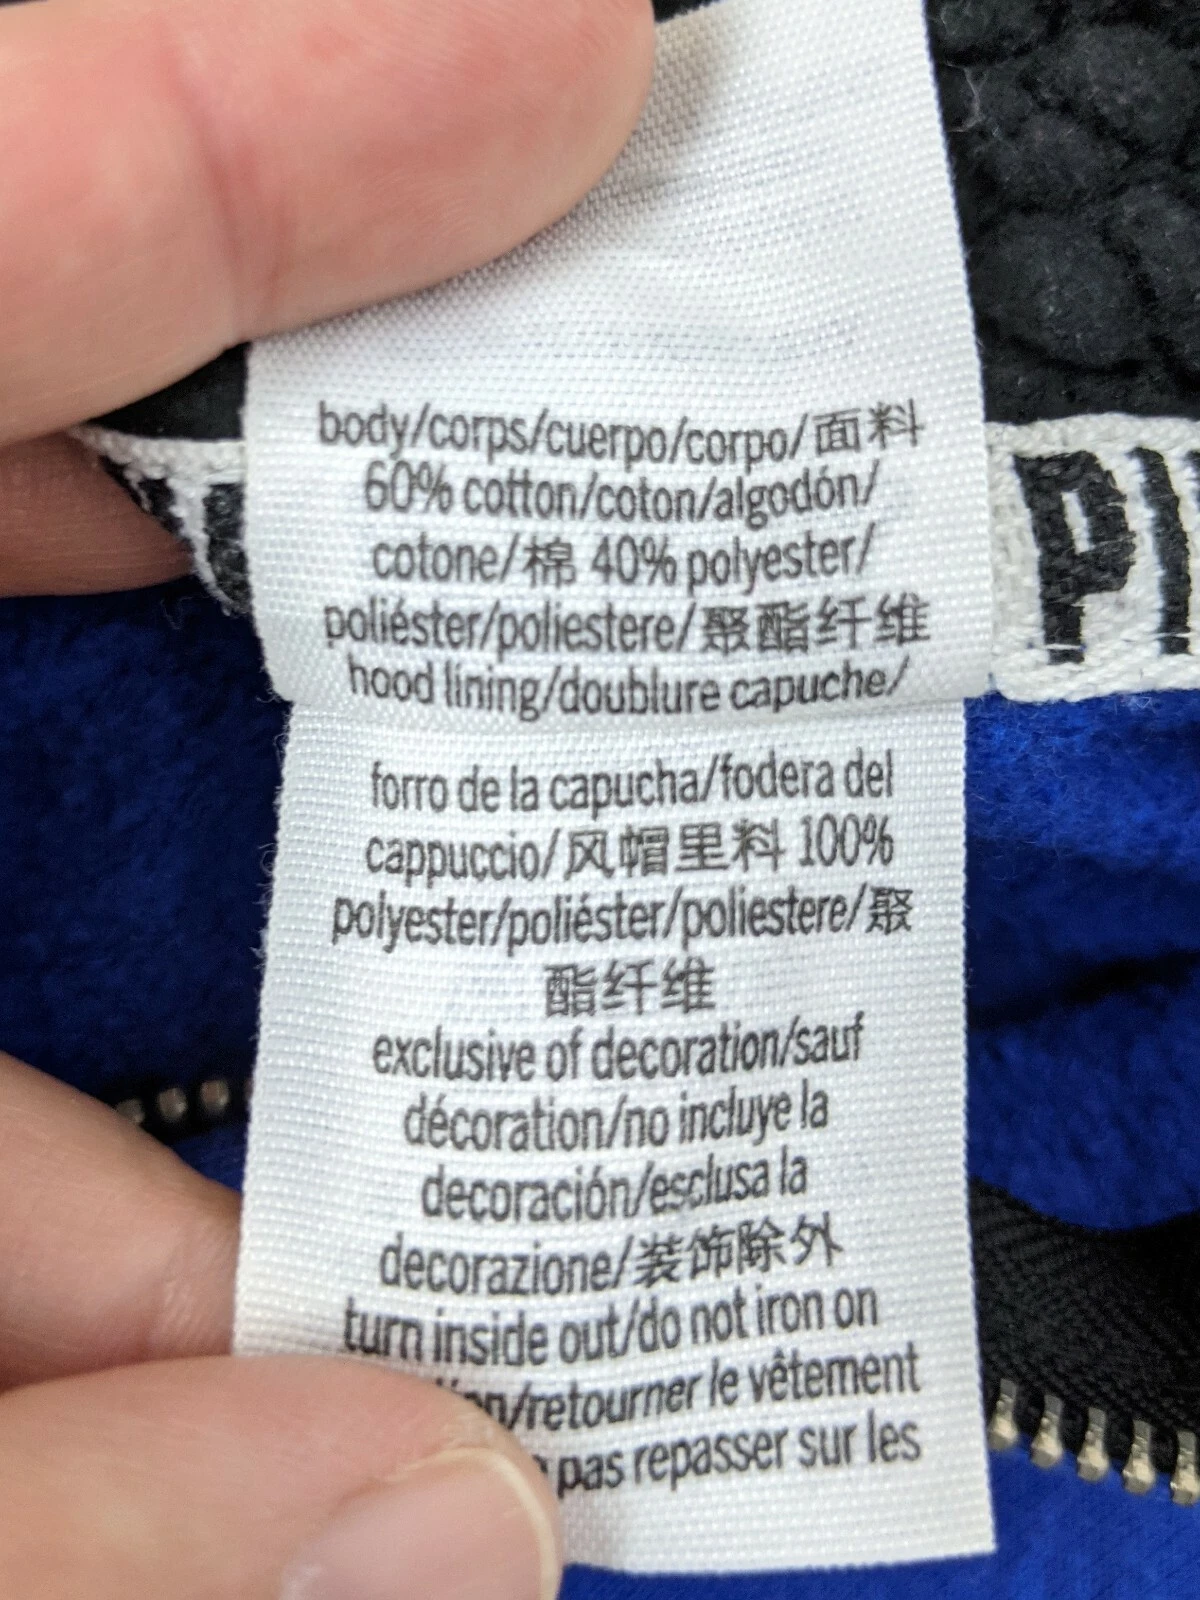 body/corps/cuerpo/corpo/面料
60% cotton/coton/algodón/
cotone/棉 40% polyester/
poliéster/poliestere/聚酯纤维
hood lining/doublure capuche/
forro de la capucha/fodera del
cappuccio/风帽里料 100%
polyester/poliéster/poliestere/聚
酯纤维
exclusive of decoration/sauf
décoration/no incluye la
decoración/esclusa la
decorazione/装饰除外
turn inside out/do not iron on
/retourner le vêtement
pas repasser sur les